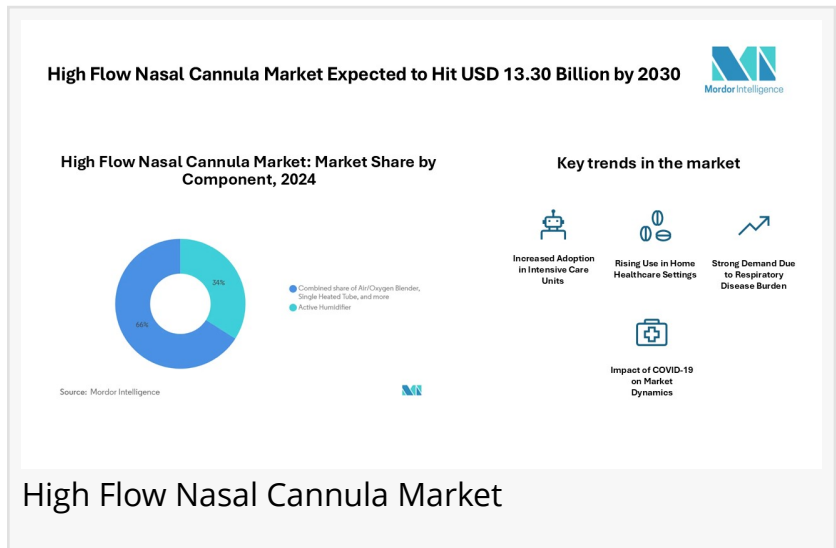 High Flow Nasal Cannula Market Expected to Hit USD 13.30 Billion by 2030
Mordor Intelligence
High Flow Nasal Cannula Market: Market Share by
Component, 2024
34%
66%
Combined share of Air/Oxygen Blender,
Single Heated Tube, and more
Active Humidifier
Source: Mordor Intelligence
Key trends in the market
Increased Adoption
in Intensive Care
Units
Rising Use in Home
Healthcare Settings
Strong Demand Due
to Respiratory
Disease Burden
Impact of COVID-19
on Market
Dynamics
High Flow Nasal Cannula Market